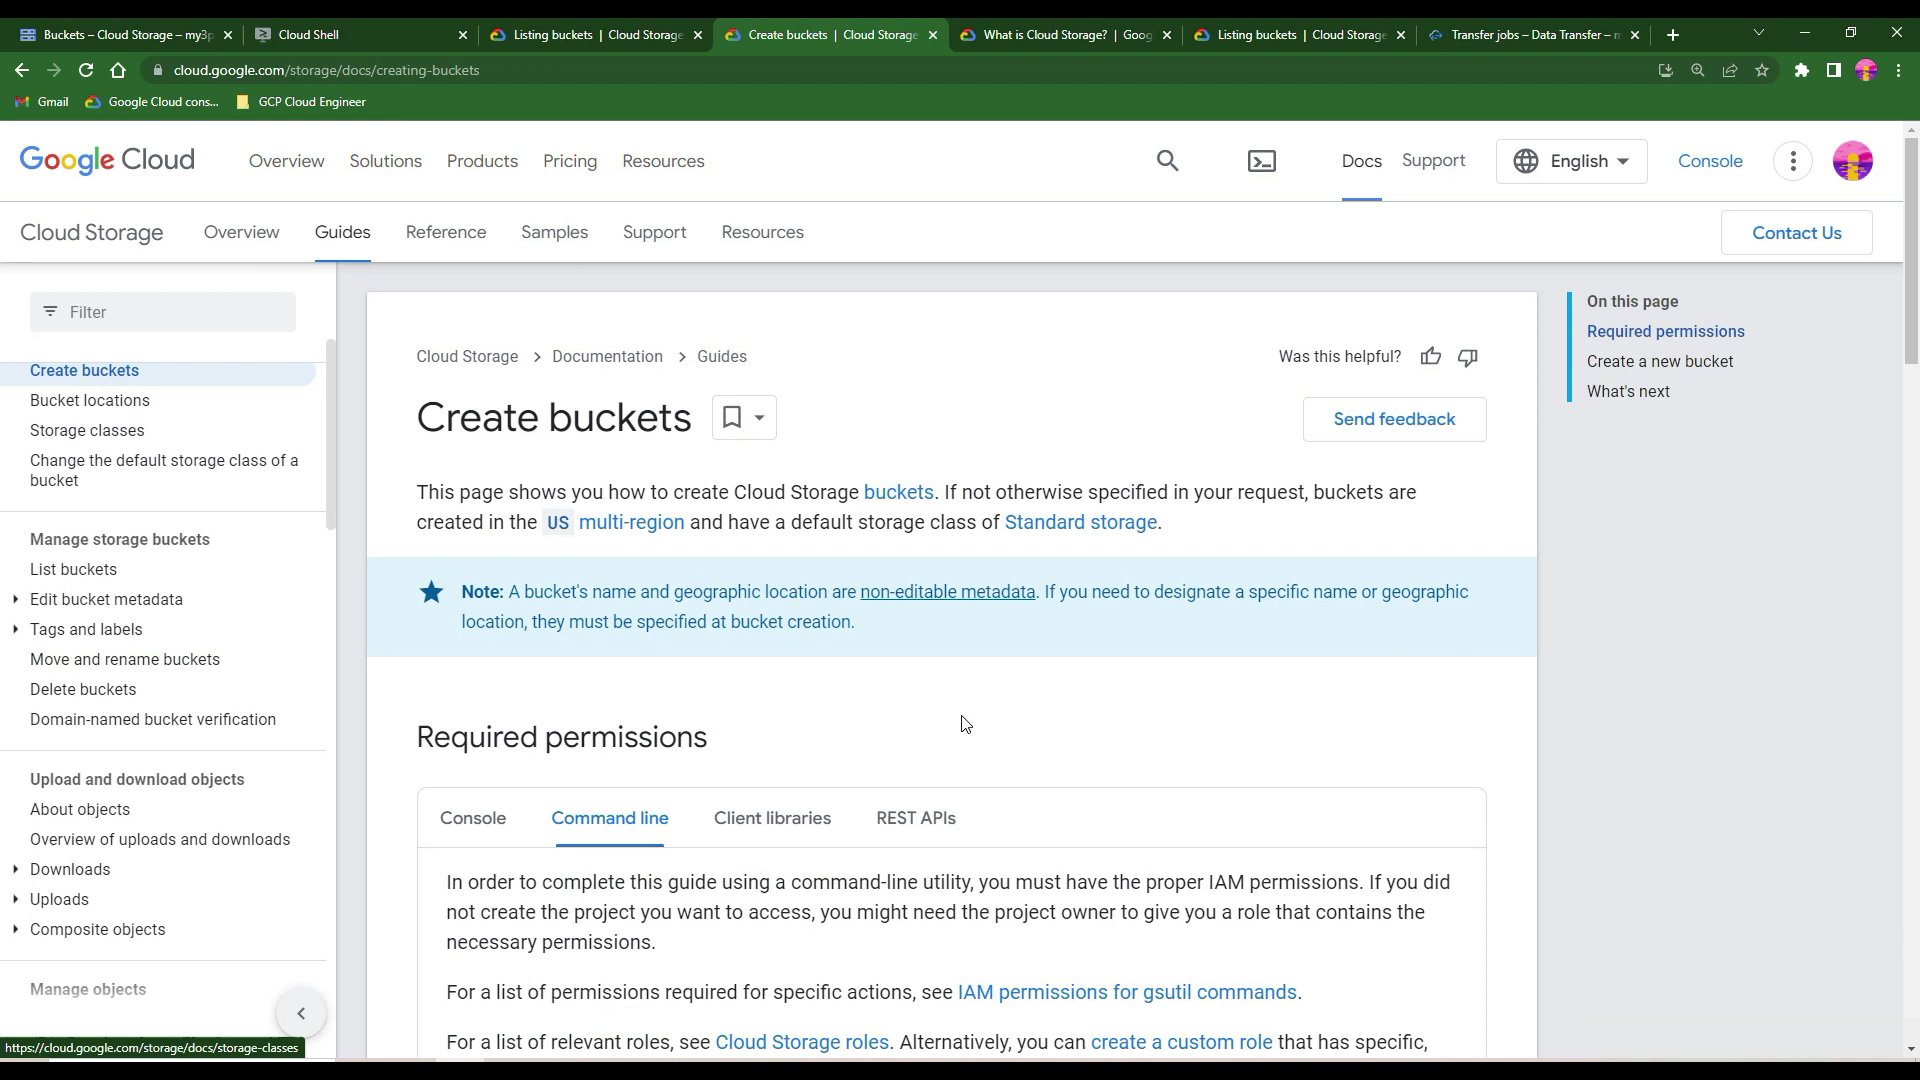 Buckets – Cloud Storage – my3p
Cloud Shell
Listing buckets | Cloud Storage
Create buckets | Cloud Storage
What is Cloud Storage? | Goog
Listing buckets | Cloud Storage
Transfer jobs – Data Transfer –
cloud.google.com/storage/docs/creating-buckets
Gmail
Google Cloud cons...
GCP Cloud Engineer
Google Cloud
Overview
Solutions
Products
Pricing
Resources
Docs
Support
English
Console
Cloud Storage
Overview
Guides
Reference
Samples
Support
Resources
Contact Us
Filter
Create buckets
Bucket locations
Storage classes
Change the default storage class of a
bucket
Manage storage buckets
List buckets
Edit bucket metadata
Tags and labels
Move and rename buckets
Delete buckets
Domain-named bucket verification
Upload and download objects
About objects
Overview of uploads and downloads
Downloads
Uploads
Composite objects
Manage objects
https://cloud.google.com/storage/docs/storage-classes
Cloud Storage > Documentation > Guides
Was this helpful?
Create buckets
Send feedback
This page shows you how to create Cloud Storage buckets. If not otherwise specified in your request, buckets are
created in the US multi-region and have a default storage class of Standard storage.
Note: A bucket's name and geographic location are non-editable metadata. If you need to designate a specific name or geographic
location, they must be specified at bucket creation.
Required permissions
Console
Command line
Client libraries
REST APIs
In order to complete this guide using a command-line utility, you must have the proper IAM permissions. If you did
not create the project you want to access, you might need the project owner to give you a role that contains the
necessary permissions.
For a list of permissions required for specific actions, see IAM permissions for gsutil commands.
For a list of relevant roles, see Cloud Storage roles. Alternatively, you can create a custom role that has specific,
On this page
Required permissions
Create a new bucket
What's next